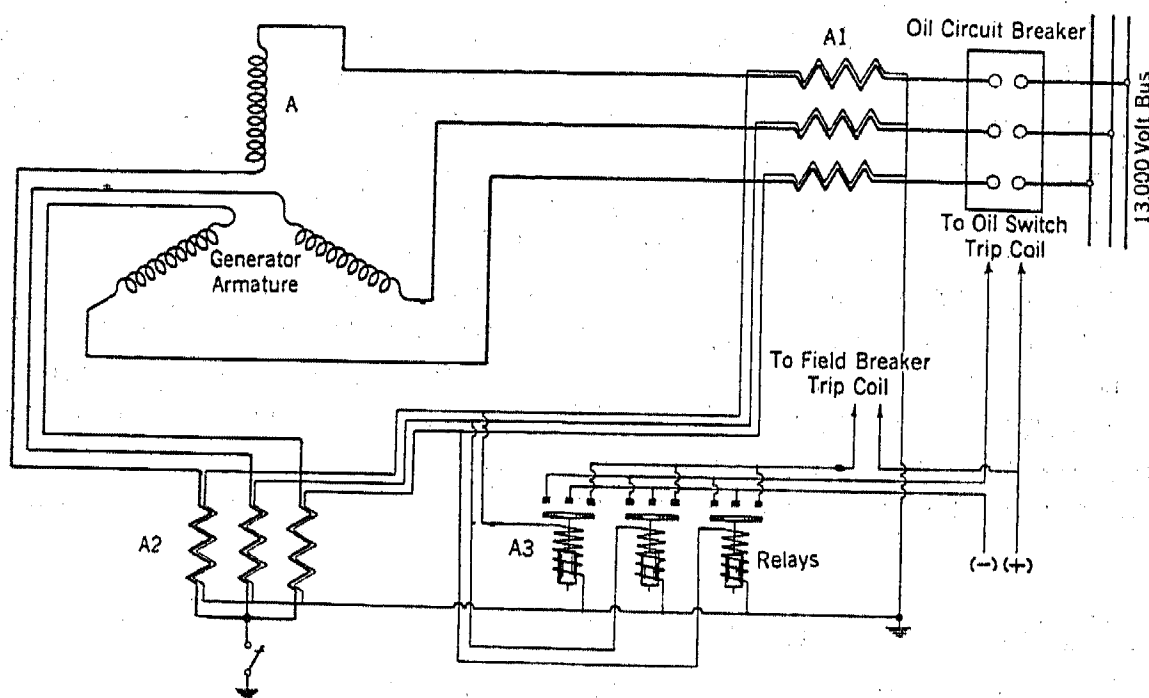 A1
Oil Circuit Breaker
A
13,000 Volt Bus
To Oil Switch
Trip Coil
Generator
Armature
To Field Breaker
Trip Coil
A2
A3
Relays
(-) (+)